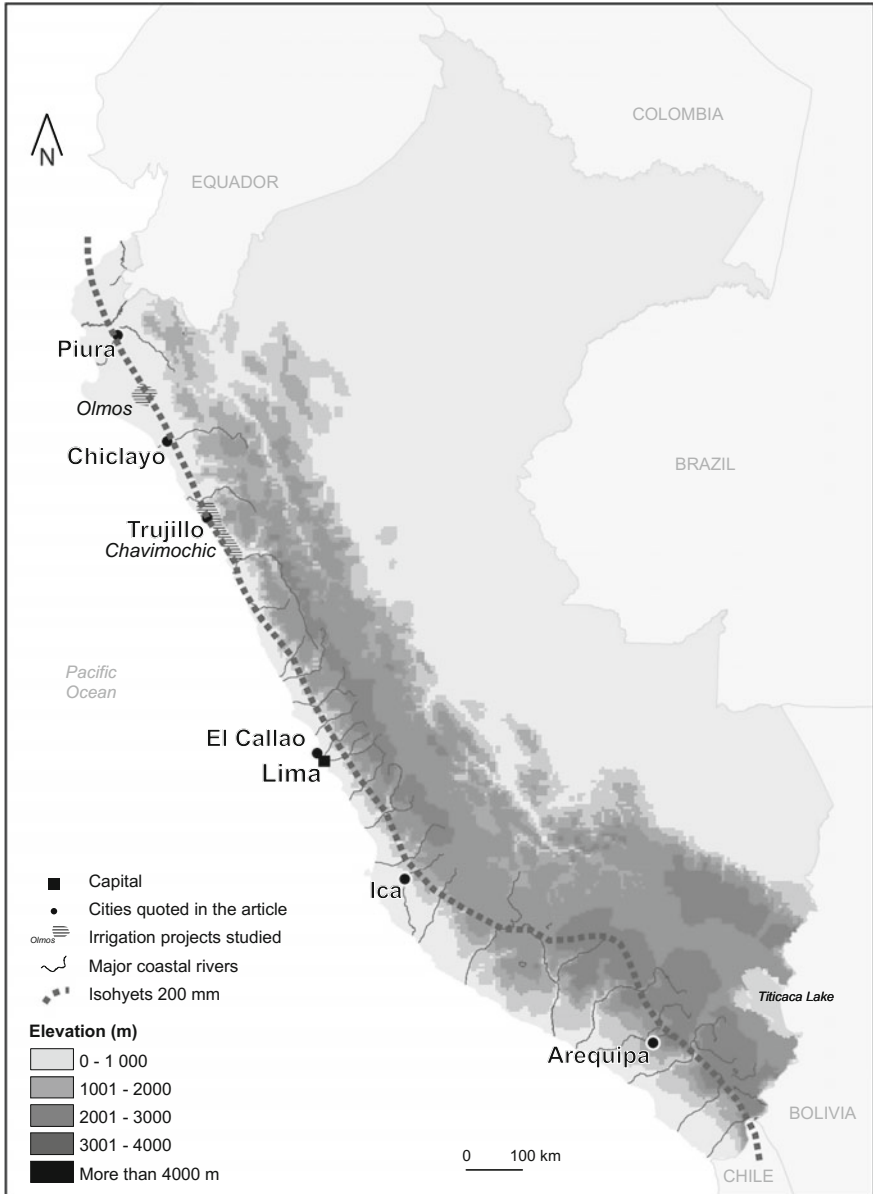 COLOMBIA
N
EQUADOR
Piura
Olmos
Chiclayo
BRAZIL
Trujillo
Chavimochic
Pacific
Ocean
El Callao
Lima
Ica
Capital
Cities quoted in the article
Olmos Irrigation projects studied
Major coastal rivers
Isohyets 200 mm
Titicaca Lake
Arequipa
Elevation (m)
0 - 1 000
1001 - 2000
2001 - 3000
3001 - 4000
More than 4000 m
0 100 km
BOLIVIA
CHILE